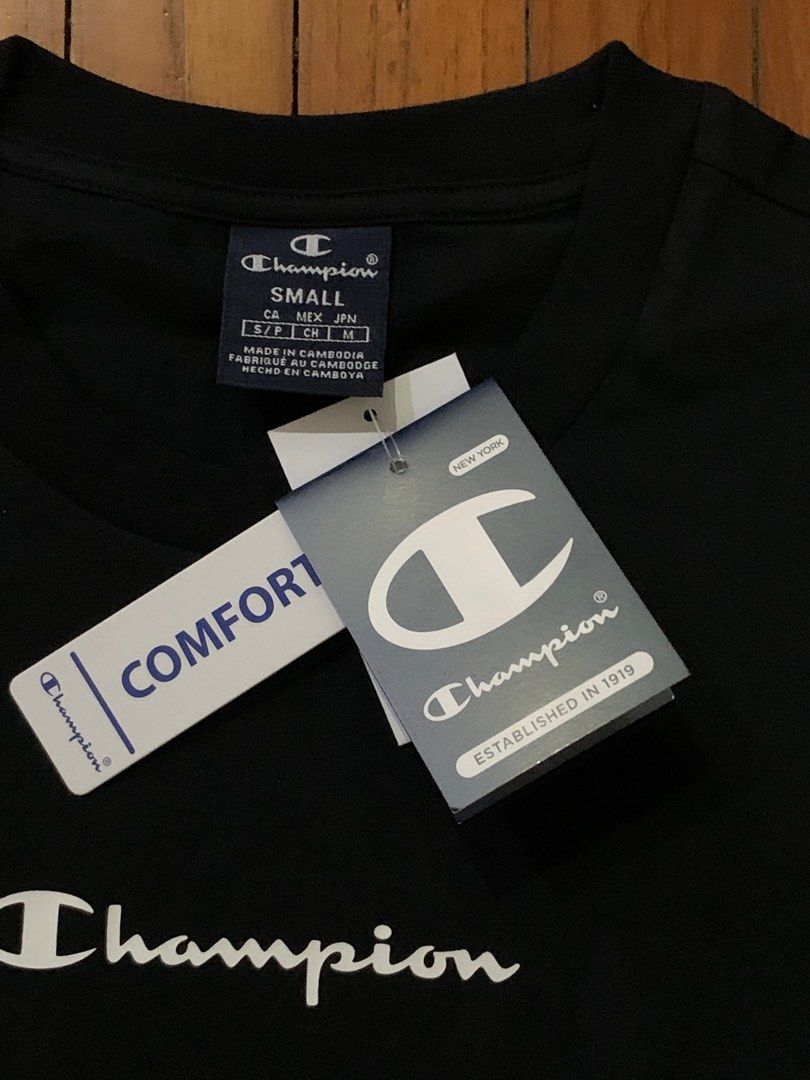 Champion®
SMALL
CA MEX JPN
S/P CH M
MADE IN CAMBODIA
FABRIQUÉ AU CAMBODGE
HECHO EN CAMBOYA
NEW YORK
Champion®
ESTABLISHED IN 1919
COMFORT
Champion®
Champion